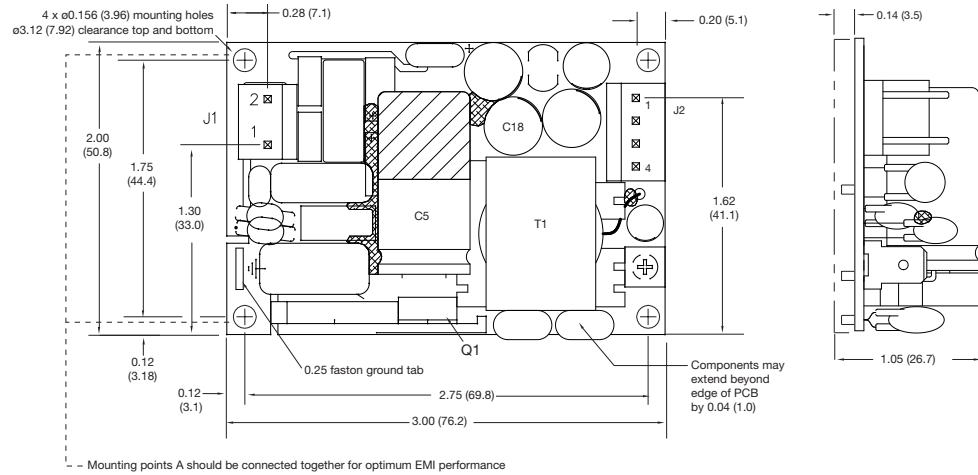 4 x ø0.156 (3.96) mounting holes
ø3.12 (7.92) clearance top and bottom
0.28 (7.1)
0.20 (5.1)
0.14 (3.5)
J1
2
1
2.00
(50.8)
1.75
(44.4)
1.30
(33.0)
C18
C5
T1
1
4
J2
1.62
(41.1)
Q1
0.12
(3.18)
0.12
(3.1)
0.25 faston ground tab
2.75 (69.8)
3.00 (76.2)
Components may
extend beyond
edge of PCB
by 0.04 (1.0)
1.05 (26.7)
Mounting points A should be connected together for optimum EMI performance